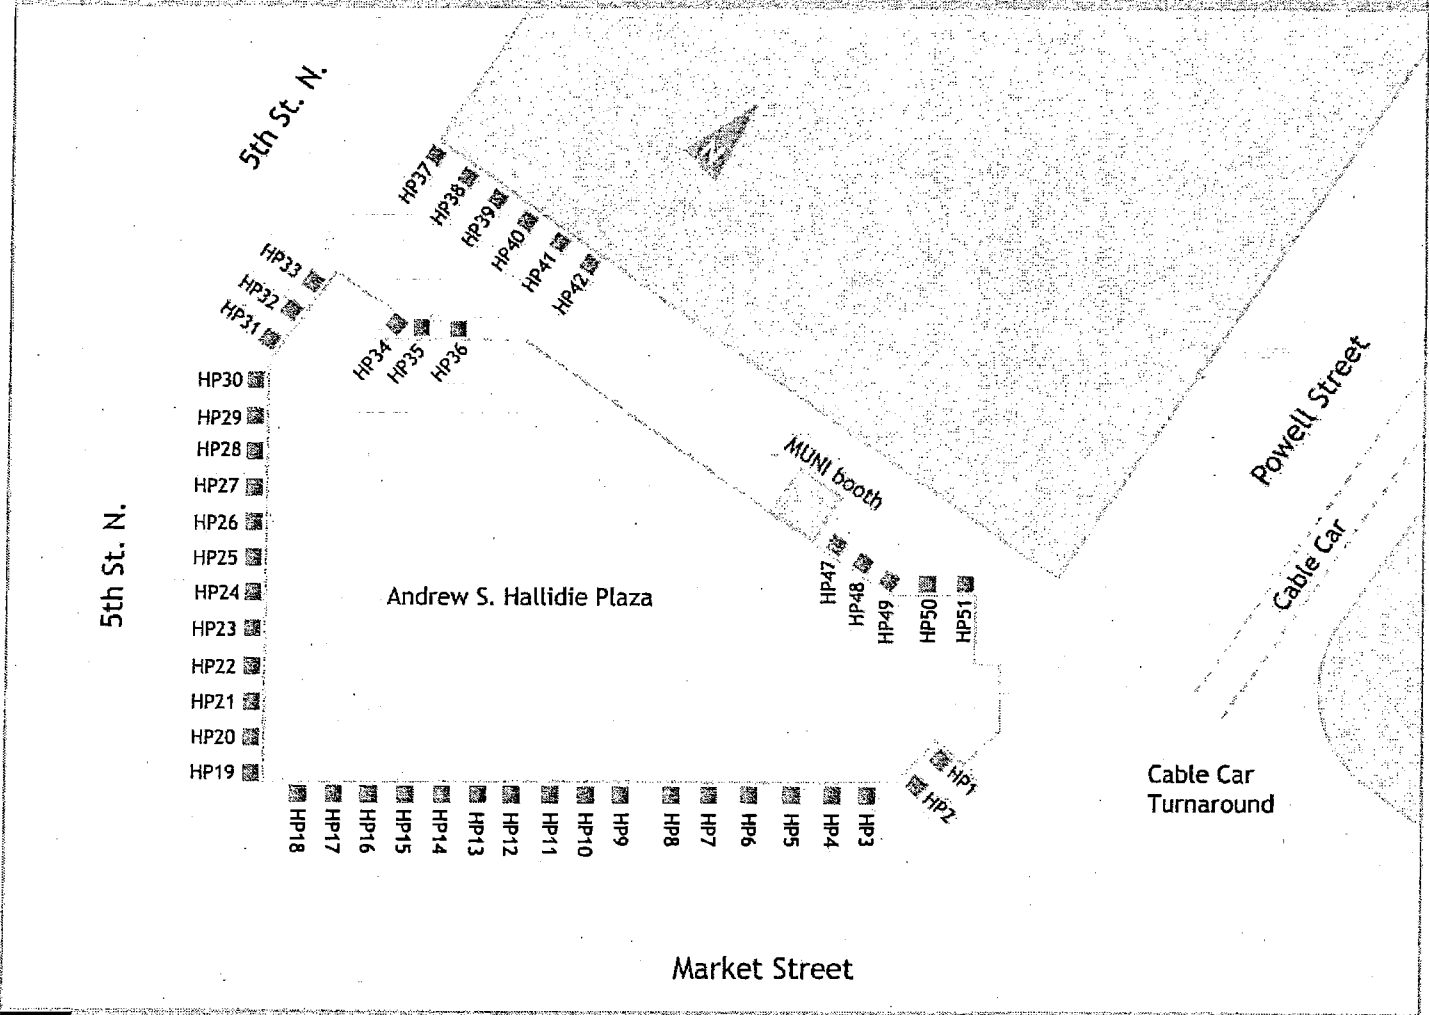 5th St. N.
N
HP37
HP38
HP39
HP40
HP41
HP42
HP33
HP32
HP31
HP34
HP35
HP36
HP30
HP29
HP28
HP27
HP26
HP25
HP24
HP23
HP22
HP21
HP20
HP19
5th St. N.
Andrew S. Hallidie Plaza
MUNI booth
HP47
HP48
HP49
HP50
HP51
Powell Street
Cable Car
HP1
HP2
Cable Car
Turnaround
HP18
HP17
HP16
HP15
HP14
HP13
HP12
HP11
HP10
HP9
HP8
HP7
HP6
HP5
HP4
HP3
Market Street